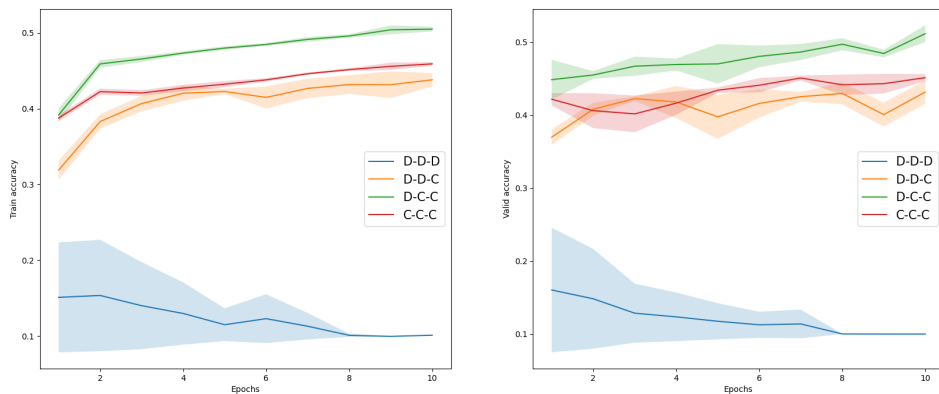 0.5
0.4
0.3
0.2
0.1
Train accuracy
2 4 6 8 10
Epochs
D-D-D
D-D-C
D-C-C
C-C-C
0.5
0.4
0.3
0.2
0.1
Valid accuracy
2 4 6 8 10
Epochs
D-D-D
D-D-C
D-C-C
C-C-C